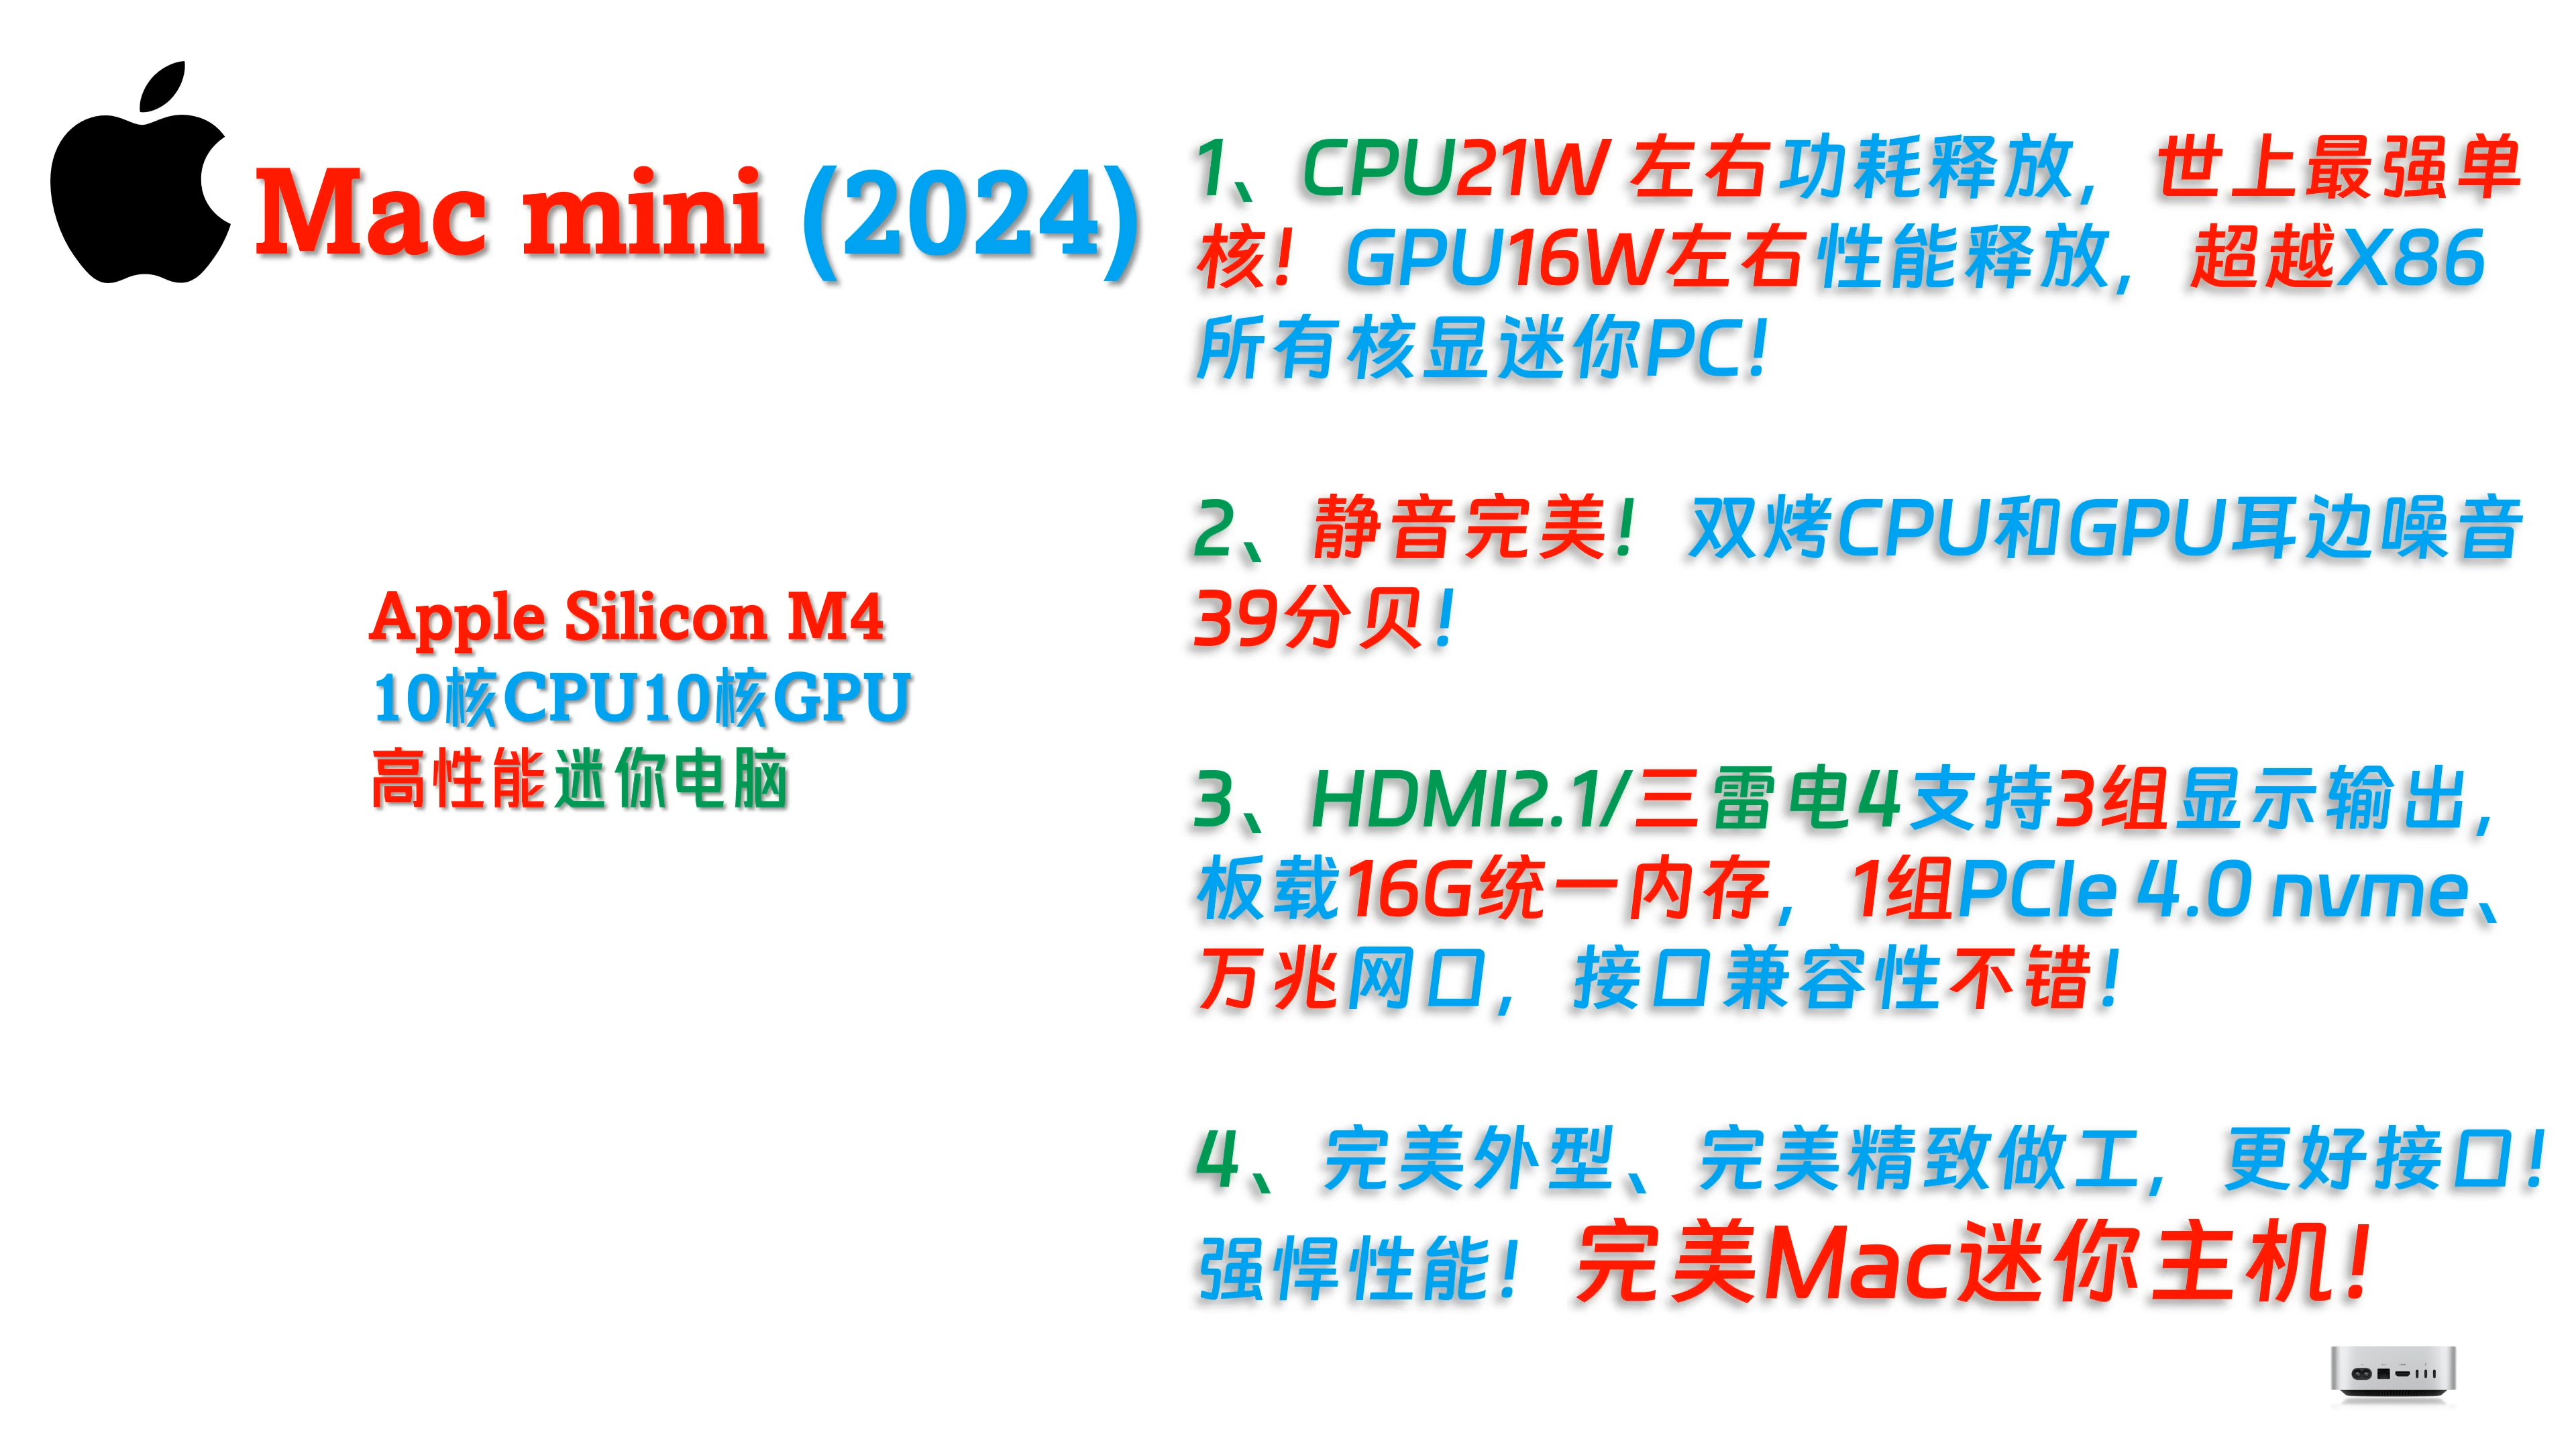 Mac mini (2024)
Apple Silicon M4
10核CPU10核GPU
高性能迷你电脑
1、CPU21W 左右功耗释放,世上最强单
核!GPU16W左右性能释放,超越X86
所有核显迷你PC!
2、静音完美!双烤CPU和GPU耳边噪音
39分贝!
3、HDMI2.1/三雷电4支持3组显示输出,
板载16G统一内存,1组PCIe 4.0 nvme、
万兆网口,接口兼容性不错!
4、完美外型、完美精致做工,更好接口!
强悍性能!完美Mac迷你主机!